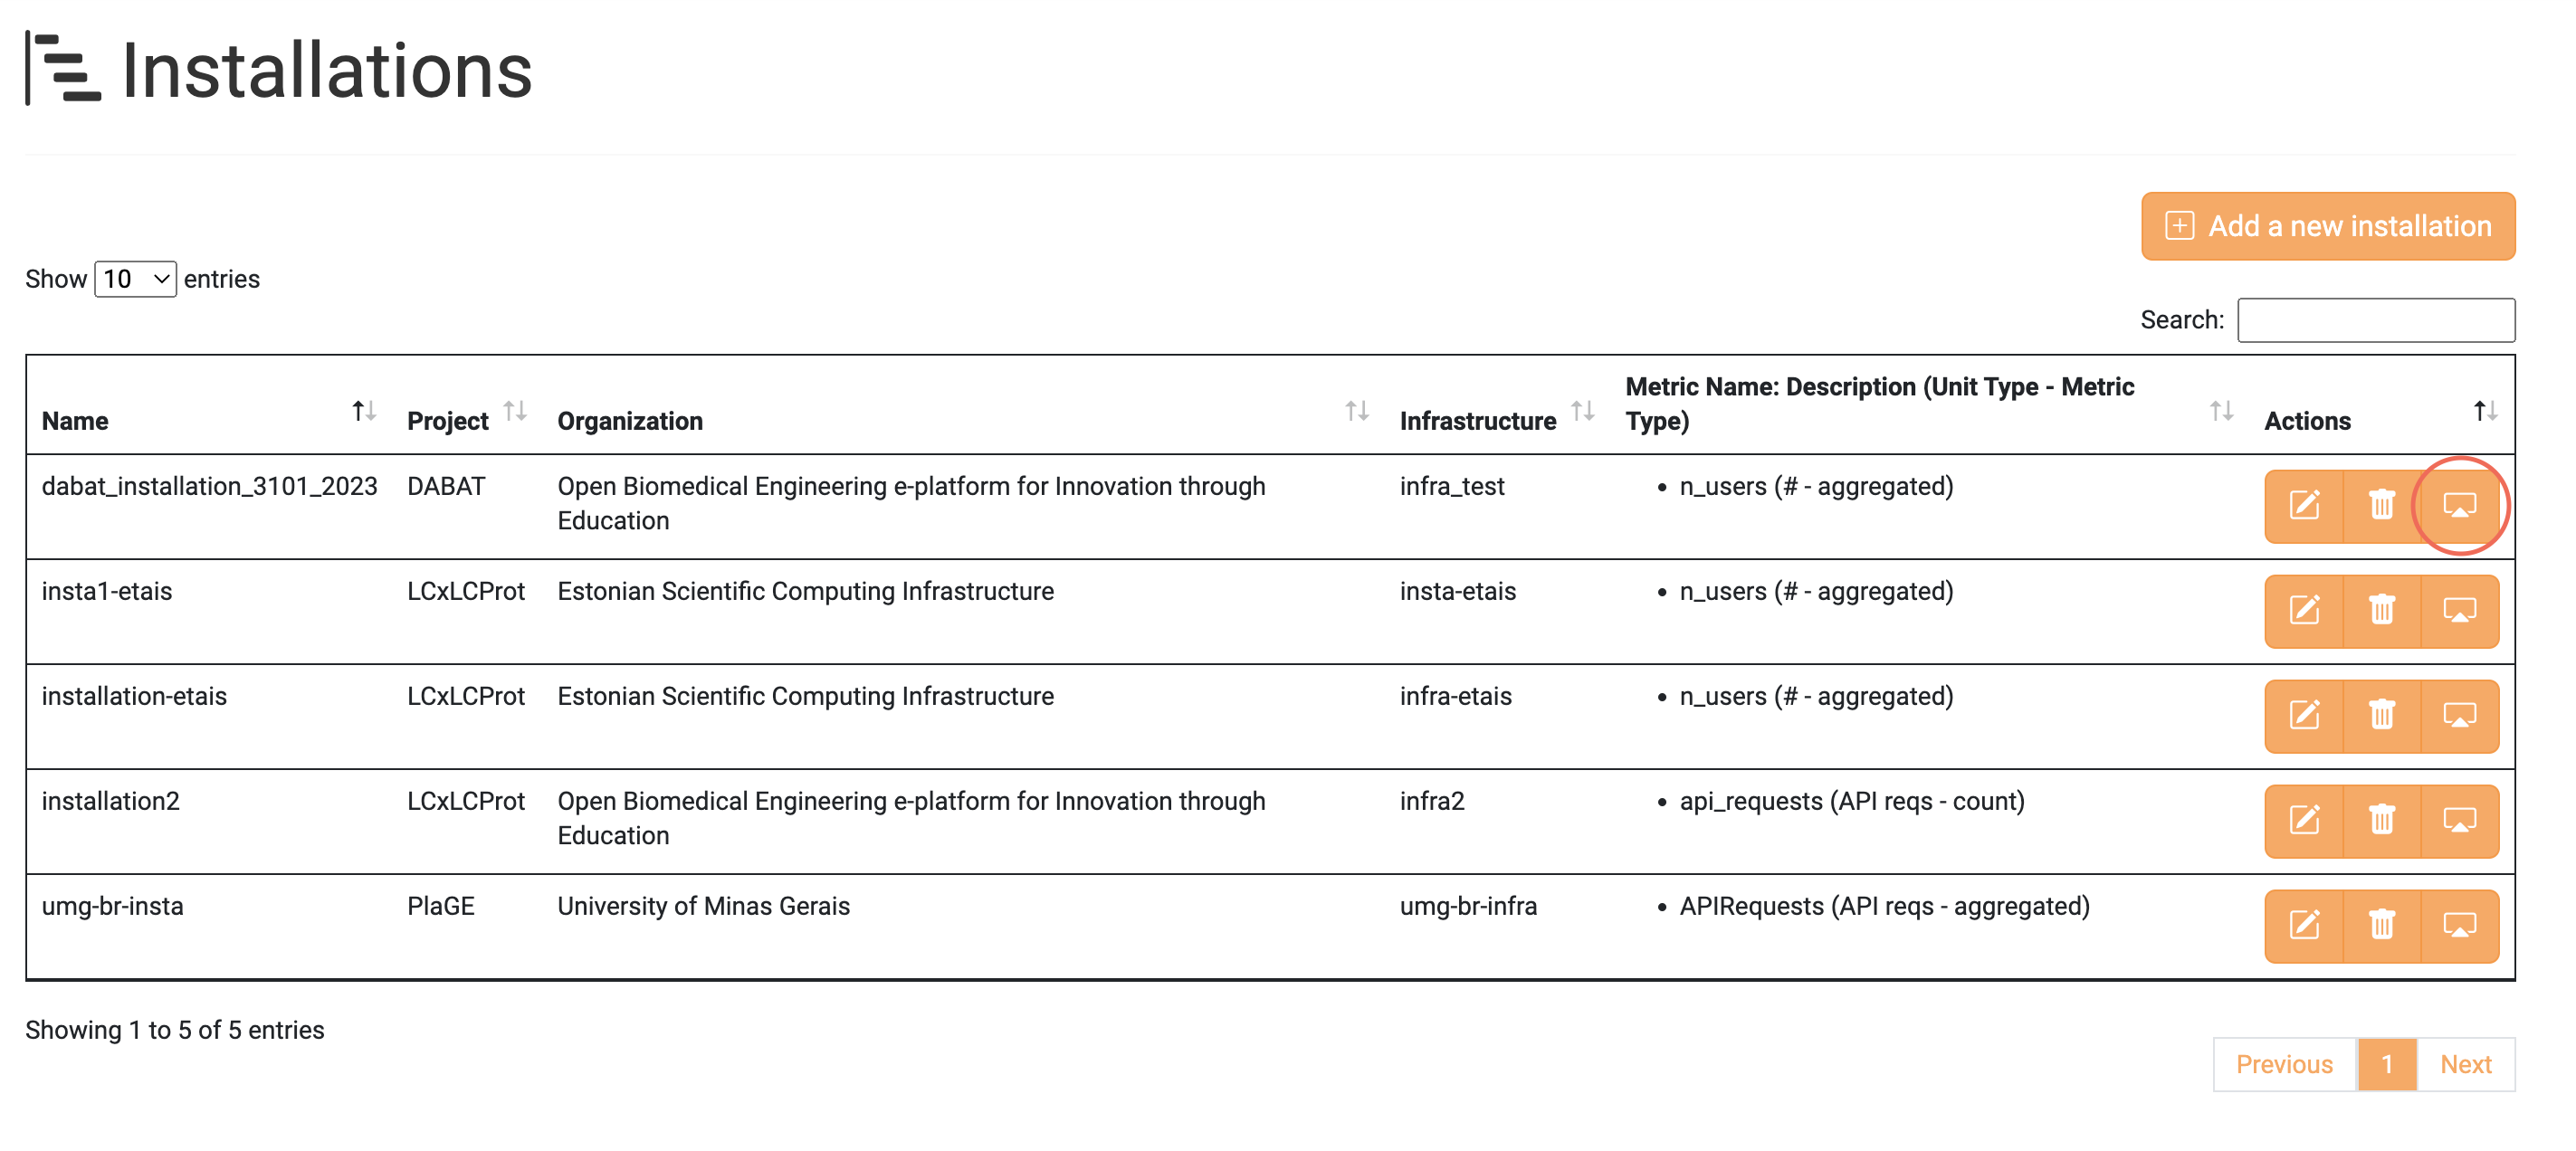 Installations
Add a new installation
Show 10 entries
Search:
Name Project Organization Infrastructure Metric Name: Description (Unit Type - Metric Type) Actions
dabat_installation_3101_2023 DABAT Open Biomedical Engineering e-platform for Innovation through Education infra_test • n_users (# - aggregated)
insta1-etais LCxLCProt Estonian Scientific Computing Infrastructure insta-etais • n_users (# - aggregated)
installation-etais LCxLCProt Estonian Scientific Computing Infrastructure infra-etais • n_users (# - aggregated)
installation2 LCxLCProt Open Biomedical Engineering e-platform for Innovation through Education infra2 • api_requests (API reqs - count)
umg-br-insta PlaGE University of Minas Gerais umg-br-infra • APIRequests (API reqs - aggregated)
Showing 1 to 5 of 5 entries
Previous 1 Next